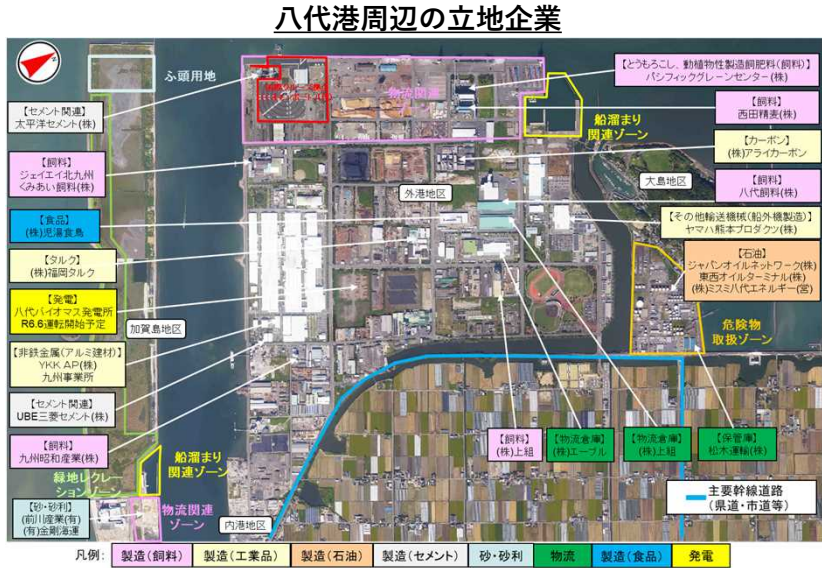 八代港周辺の立地企業
ふ頭用地
【セメント関連】
太平洋セメント(株)
【飼料】
ジェイエイ北九州
くみあい飼料(株)
【食品】
(株)児湯食鳥
【タルク】
(株)福岡タルク
【発電】
八代バイオマス発電所
R6.6運転開始予定
【非鉄金属(アルミ建材)】
YKK AP(株)
九州事業所
【セメント関連】
UBE三菱セメント(株)
【飼料】
九州昭和産業(株)
緑地レクレー
ションゾーン
【砂・砂利】
(前川産業(有)
(有)金剛海運
船溜まり
関連ゾーン
物流関連
ゾーン
加賀島地区
内港地区
外港地区
大島地区
物流関連
【とうもろこし、動植物性製造飼肥料(飼料)】
パシフィックグレーンセンター(株)
【飼料】
西田精麦(株)
船溜まり
関連ゾーン
【カーボン】
(株)アライカーボン
【飼料】
八代飼料(株)
【その他輸送機械(船外機製造)】
ヤマハ熊本プロダクツ(株)
【石油】
ジャパンオイルネットワーク(株)
東西オイルターミナル(株)
(株)ミスミ八代エネルギー(営)
危険物
取扱ゾーン
【飼料】
(株)上組
【物流倉庫】
(株)エーブル
【物流倉庫】
(株)上組
【保管庫】
松木運輸(株)
主要幹線道路
(県道・市道等)
凡例:
製造(飼料)
製造(工業品)
製造(石油)
製造(セメント)
砂・砂利
物流
製造(食品)
発電